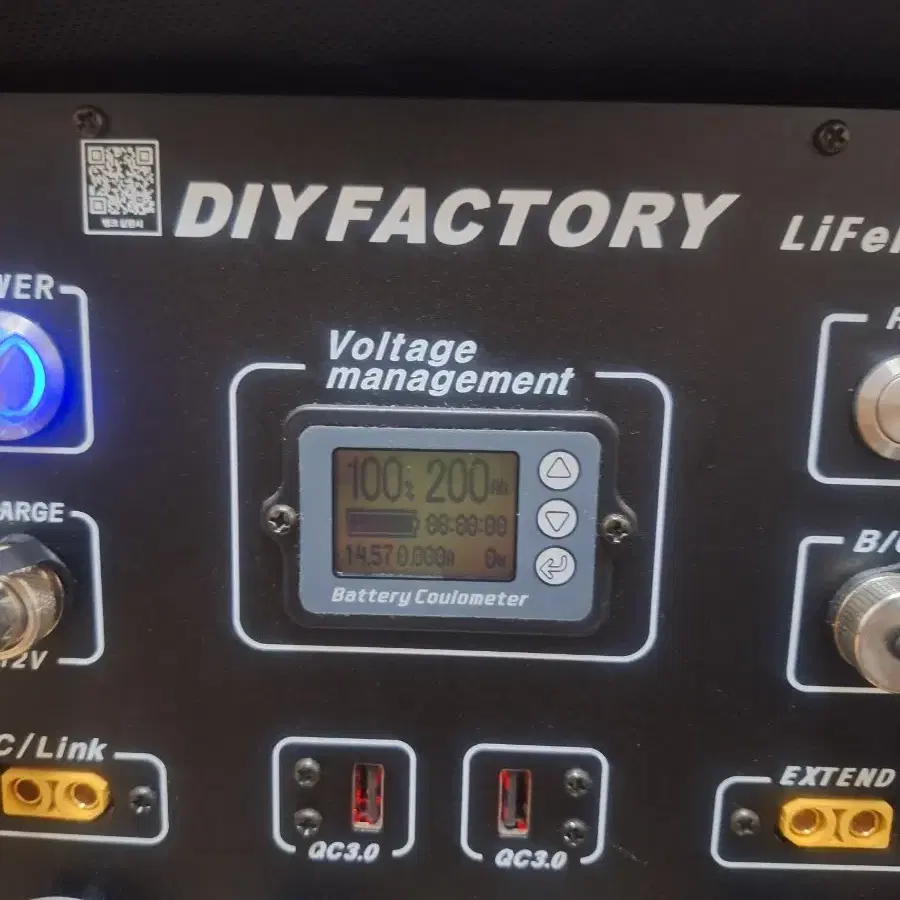 DIYFACTORY
LiFe
WER
Voltage
management
100% 200Ah
00:00:00
14.57 0.000A 0W
Battery Coulometer
ARGE
12V
B/
C/Link
QC3.0
QC3.0
EXTEND